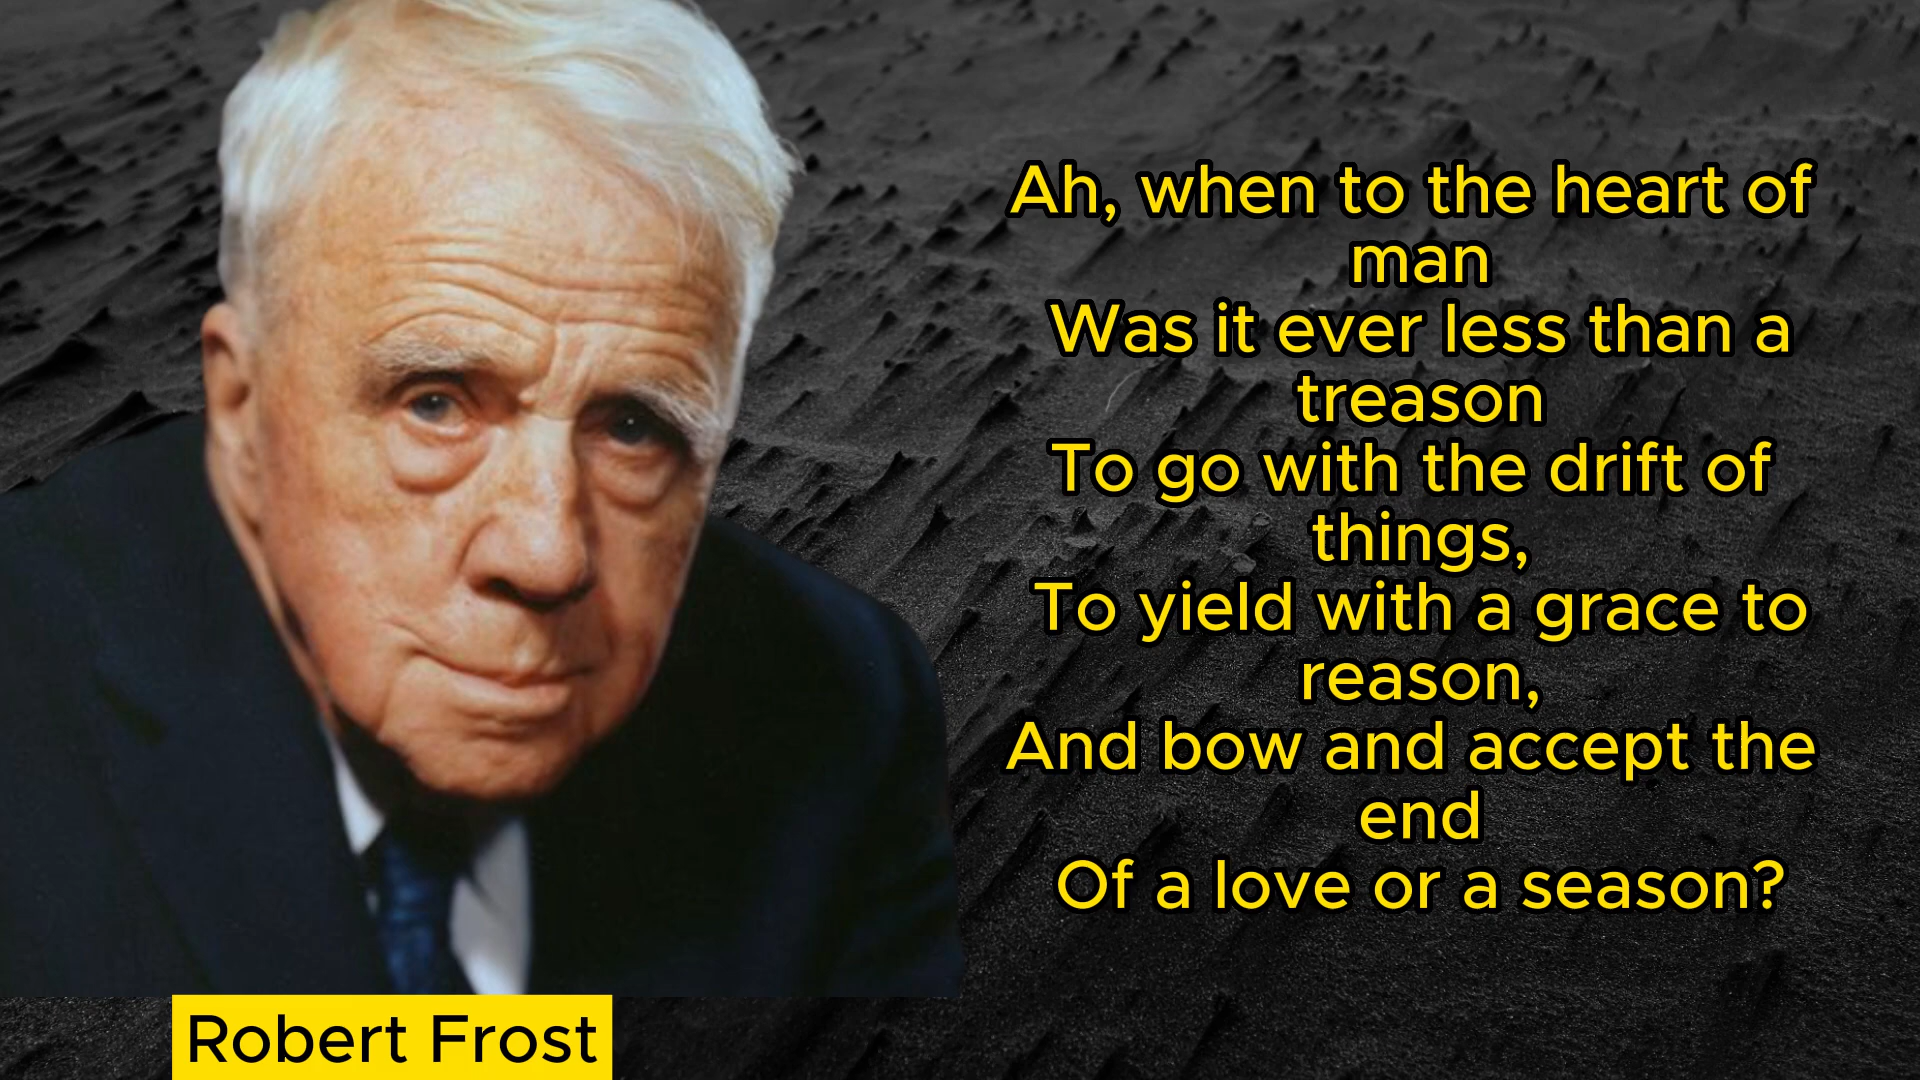 Ah, when to the heart of
man
Was it ever less than a
treason
To go with the drift of
things,
To yield with a grace to
reason,
And bow and accept the
end
Of a love or a season?
Robert Frost